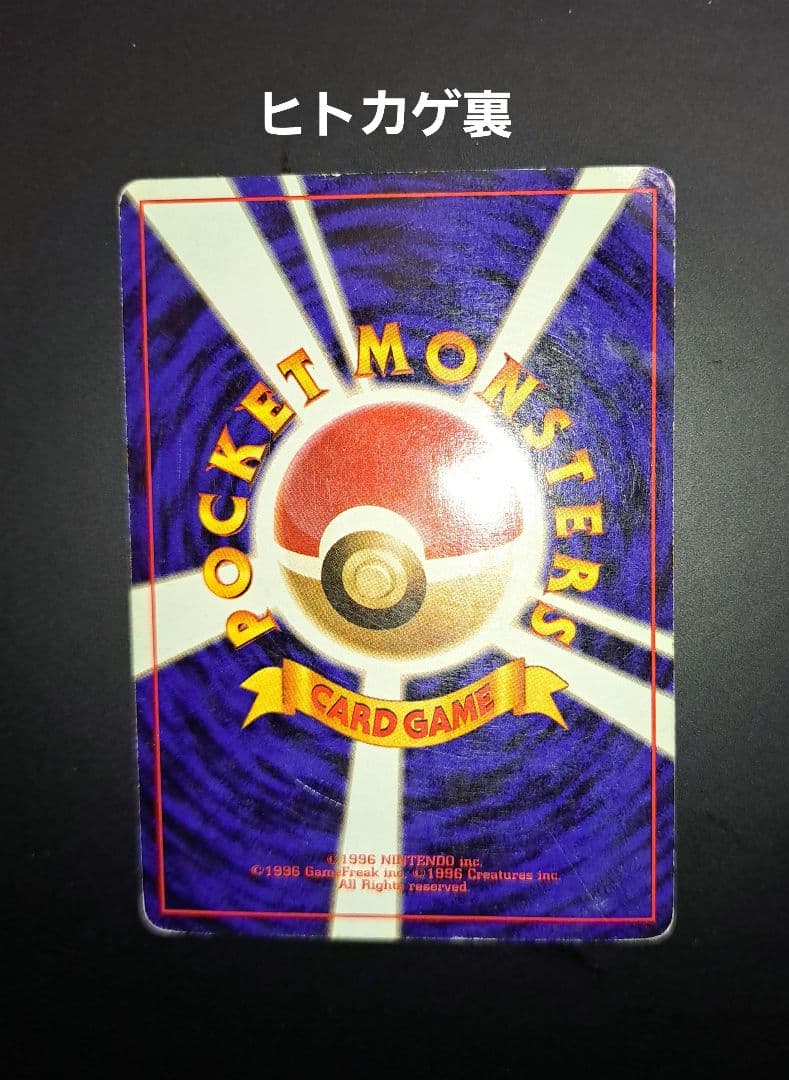 ヒトカゲ裏
POCKET MONSTERS
CARD GAME
©1996 NINTENDO inc.
©1996 GameFreak inc. ©1996 Creatures inc.
All Rights reserved.